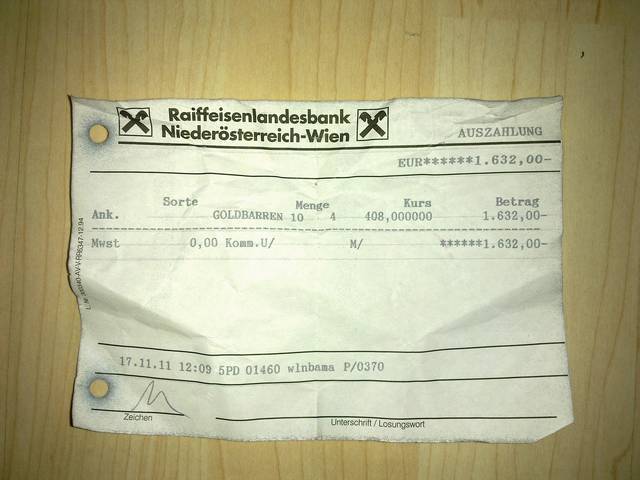 Raiffeisenlandesbank
Niederösterreich-Wien
AUSZAHLUNG
EUR******1.632,00-
Sorte Menge Kurs Betrag
Ank. GOLDBARREN 10 4 408,000000 1.632,00-
Mwst 0,00 Komm.U/ M/ ******1.632,00-
17.11.11 12:09 5PD 01460 wlnbama P/0370
Zeichen
Unterschrift / Losungswort